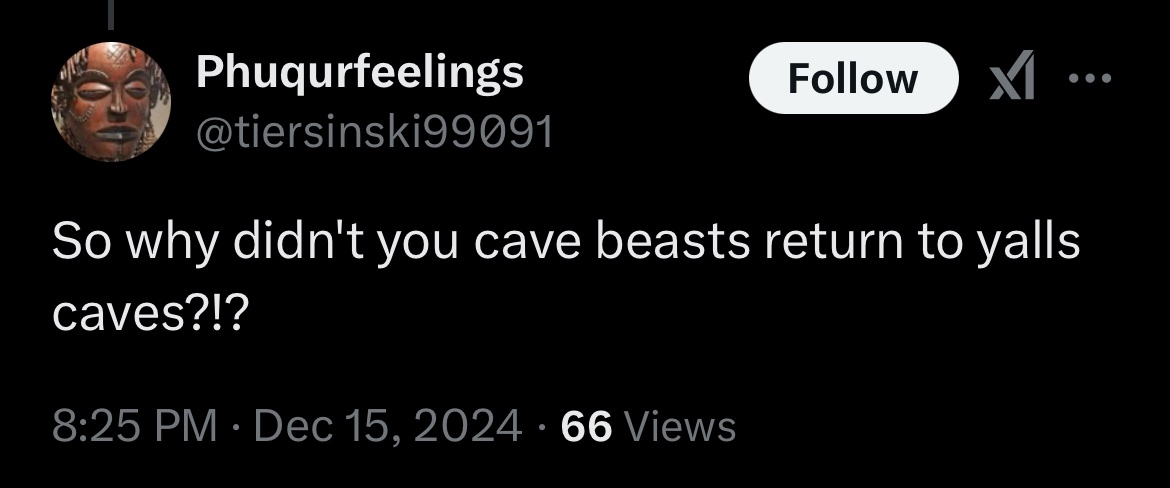 Phuqurfeelings
Follow
@tiersinski99091
So why didn't you cave beasts return to yalls
caves?!?
8:25 PM · Dec 15, 2024 · 66 Views